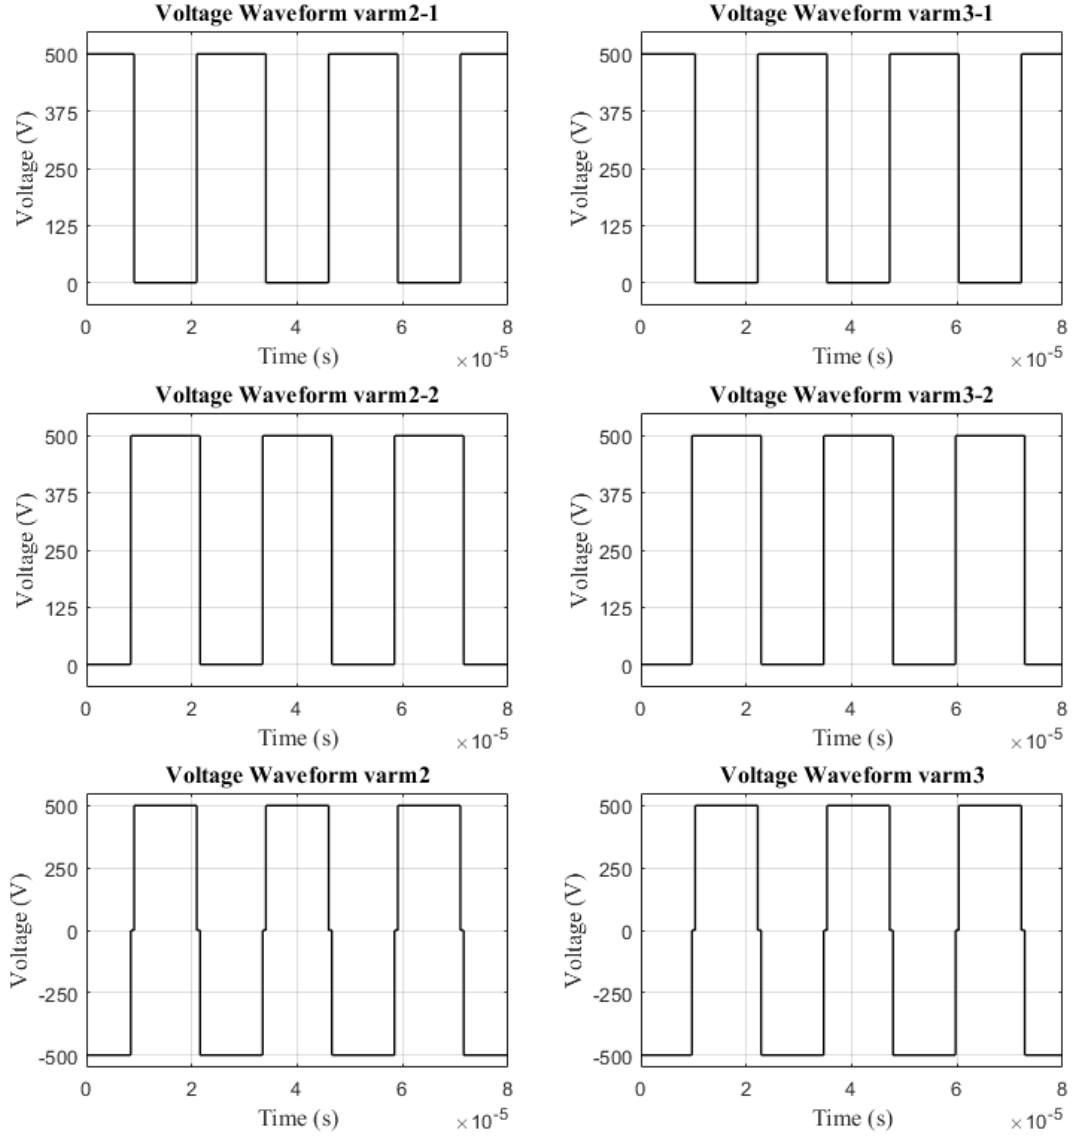 Voltage Waveform varm2-1
500
375
250
125
0
Voltage (V)
0 2 4 6 8
Time (s)
×10-5
Voltage Waveform varm3-1
500
375
250
125
0
Voltage (V)
0 2 4 6 8
Time (s)
×10-5
Voltage Waveform varm2-2
500
375
250
125
0
Voltage (V)
0 2 4 6 8
Time (s)
×10-5
Voltage Waveform varm3-2
500
375
250
125
0
Voltage (V)
0 2 4 6 8
Time (s)
×10-5
Voltage Waveform varm2
500
250
0
-250
-500
Voltage (V)
0 2 4 6 8
Time (s)
×10-5
Voltage Waveform varm3
500
250
0
-250
-500
Voltage (V)
0 2 4 6 8
Time (s)
×10-5